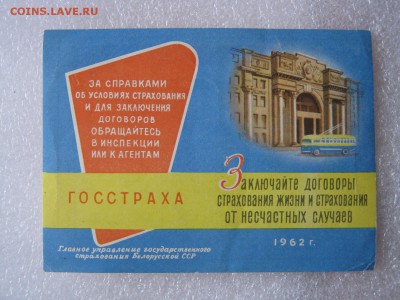 COINS.LAVE.RU
ЗА СПРАВКАМИ
ОБ УСЛОВИЯХ СТРАХОВАНИЯ
И ДЛЯ ЗАКЛЮЧЕНИЯ
ДОГОВОРОВ
ОБРАЩАЙТЕСЬ
В ИНСПЕКЦИИ
ИЛИ К АГЕНТАМ
ГОССТРАХА
Заключайте договоры
страхования жизни и страхования
от несчастных случаев
1962 г.
Главное управление государственного
страхования Белорусской ССР